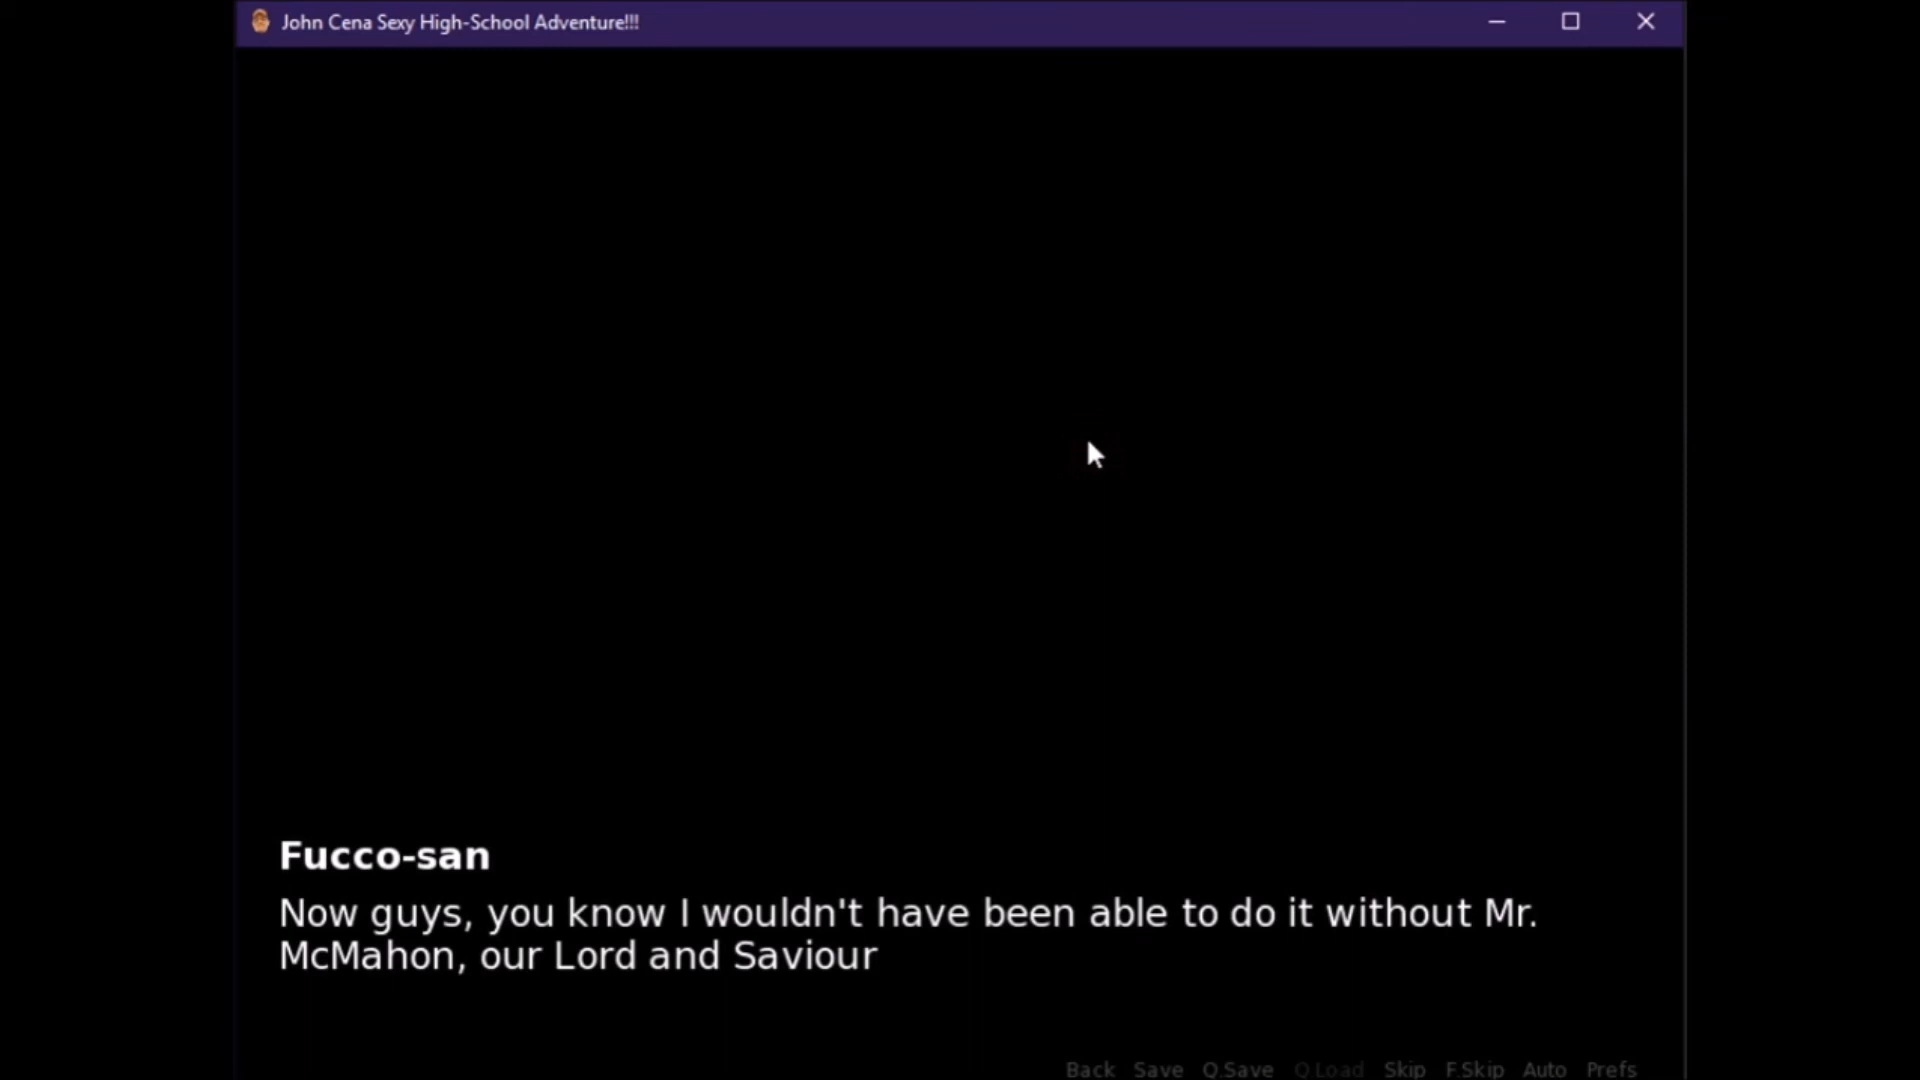 John Cena Sexy High-School Adventure!!!
Fucco-san
Now guys, you know I wouldn't have been able to do it without Mr.
McMahon, our Lord and Saviour
Back Save Q.Save Q.Load Skip F.Skip Auto Prefs